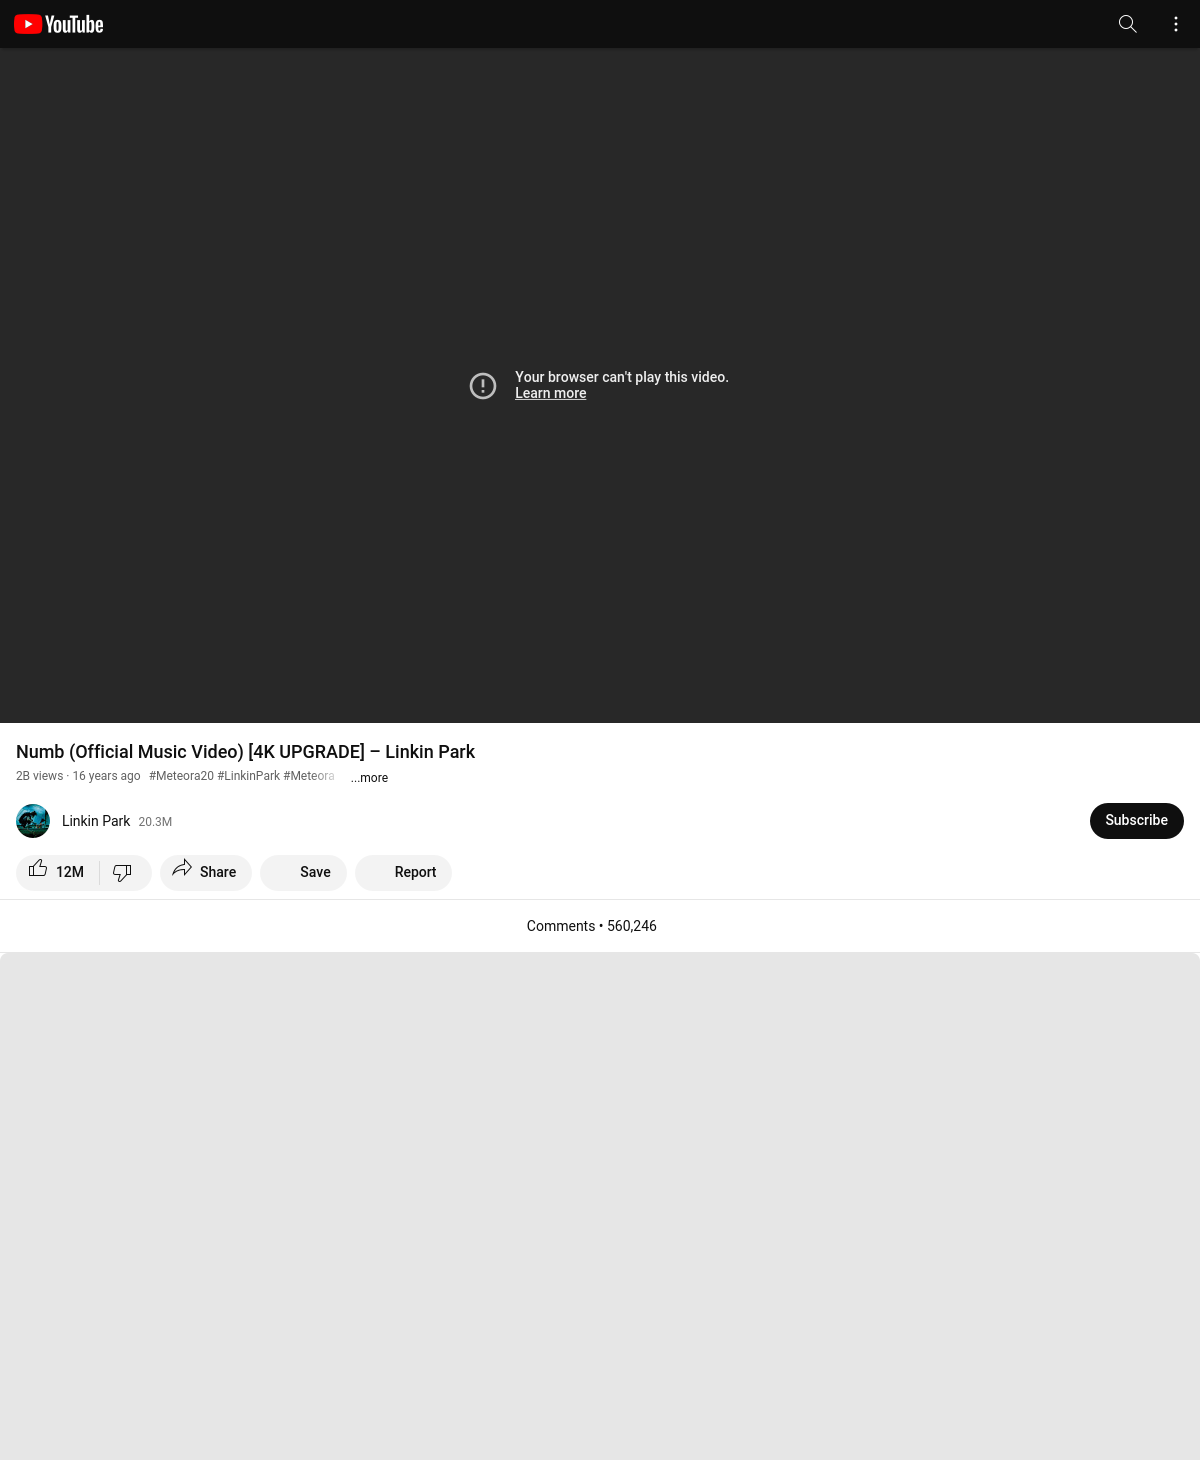 YouTube
Your browser can't play this video.
Learn more
Numb (Official Music Video) [4K UPGRADE] – Linkin Park
2B views · 16 years ago #Meteora20 #LinkinPark #Meteora ...more
Linkin Park 20.3M
Subscribe
12M Share Save Report
Comments • 560,246